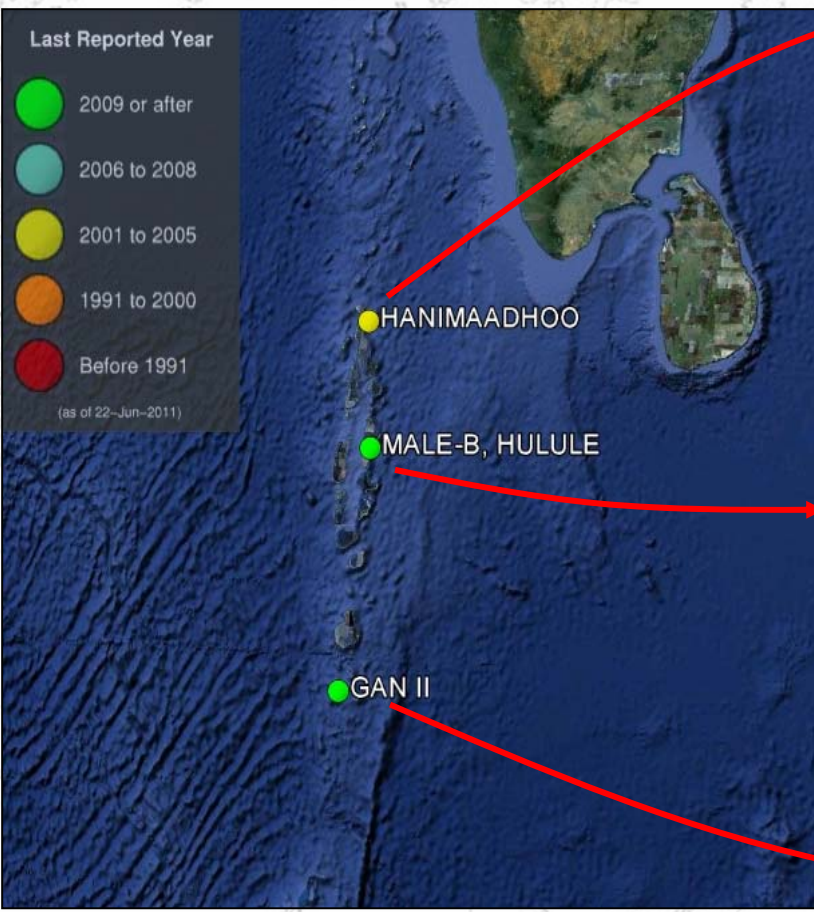 Last Reported Year
2009 or after
2006 to 2008
2001 to 2005
1991 to 2000
Before 1991
(as of 22-Jun-2011)
HANIMAADHOO
MALE-B, HULULE
GAN II